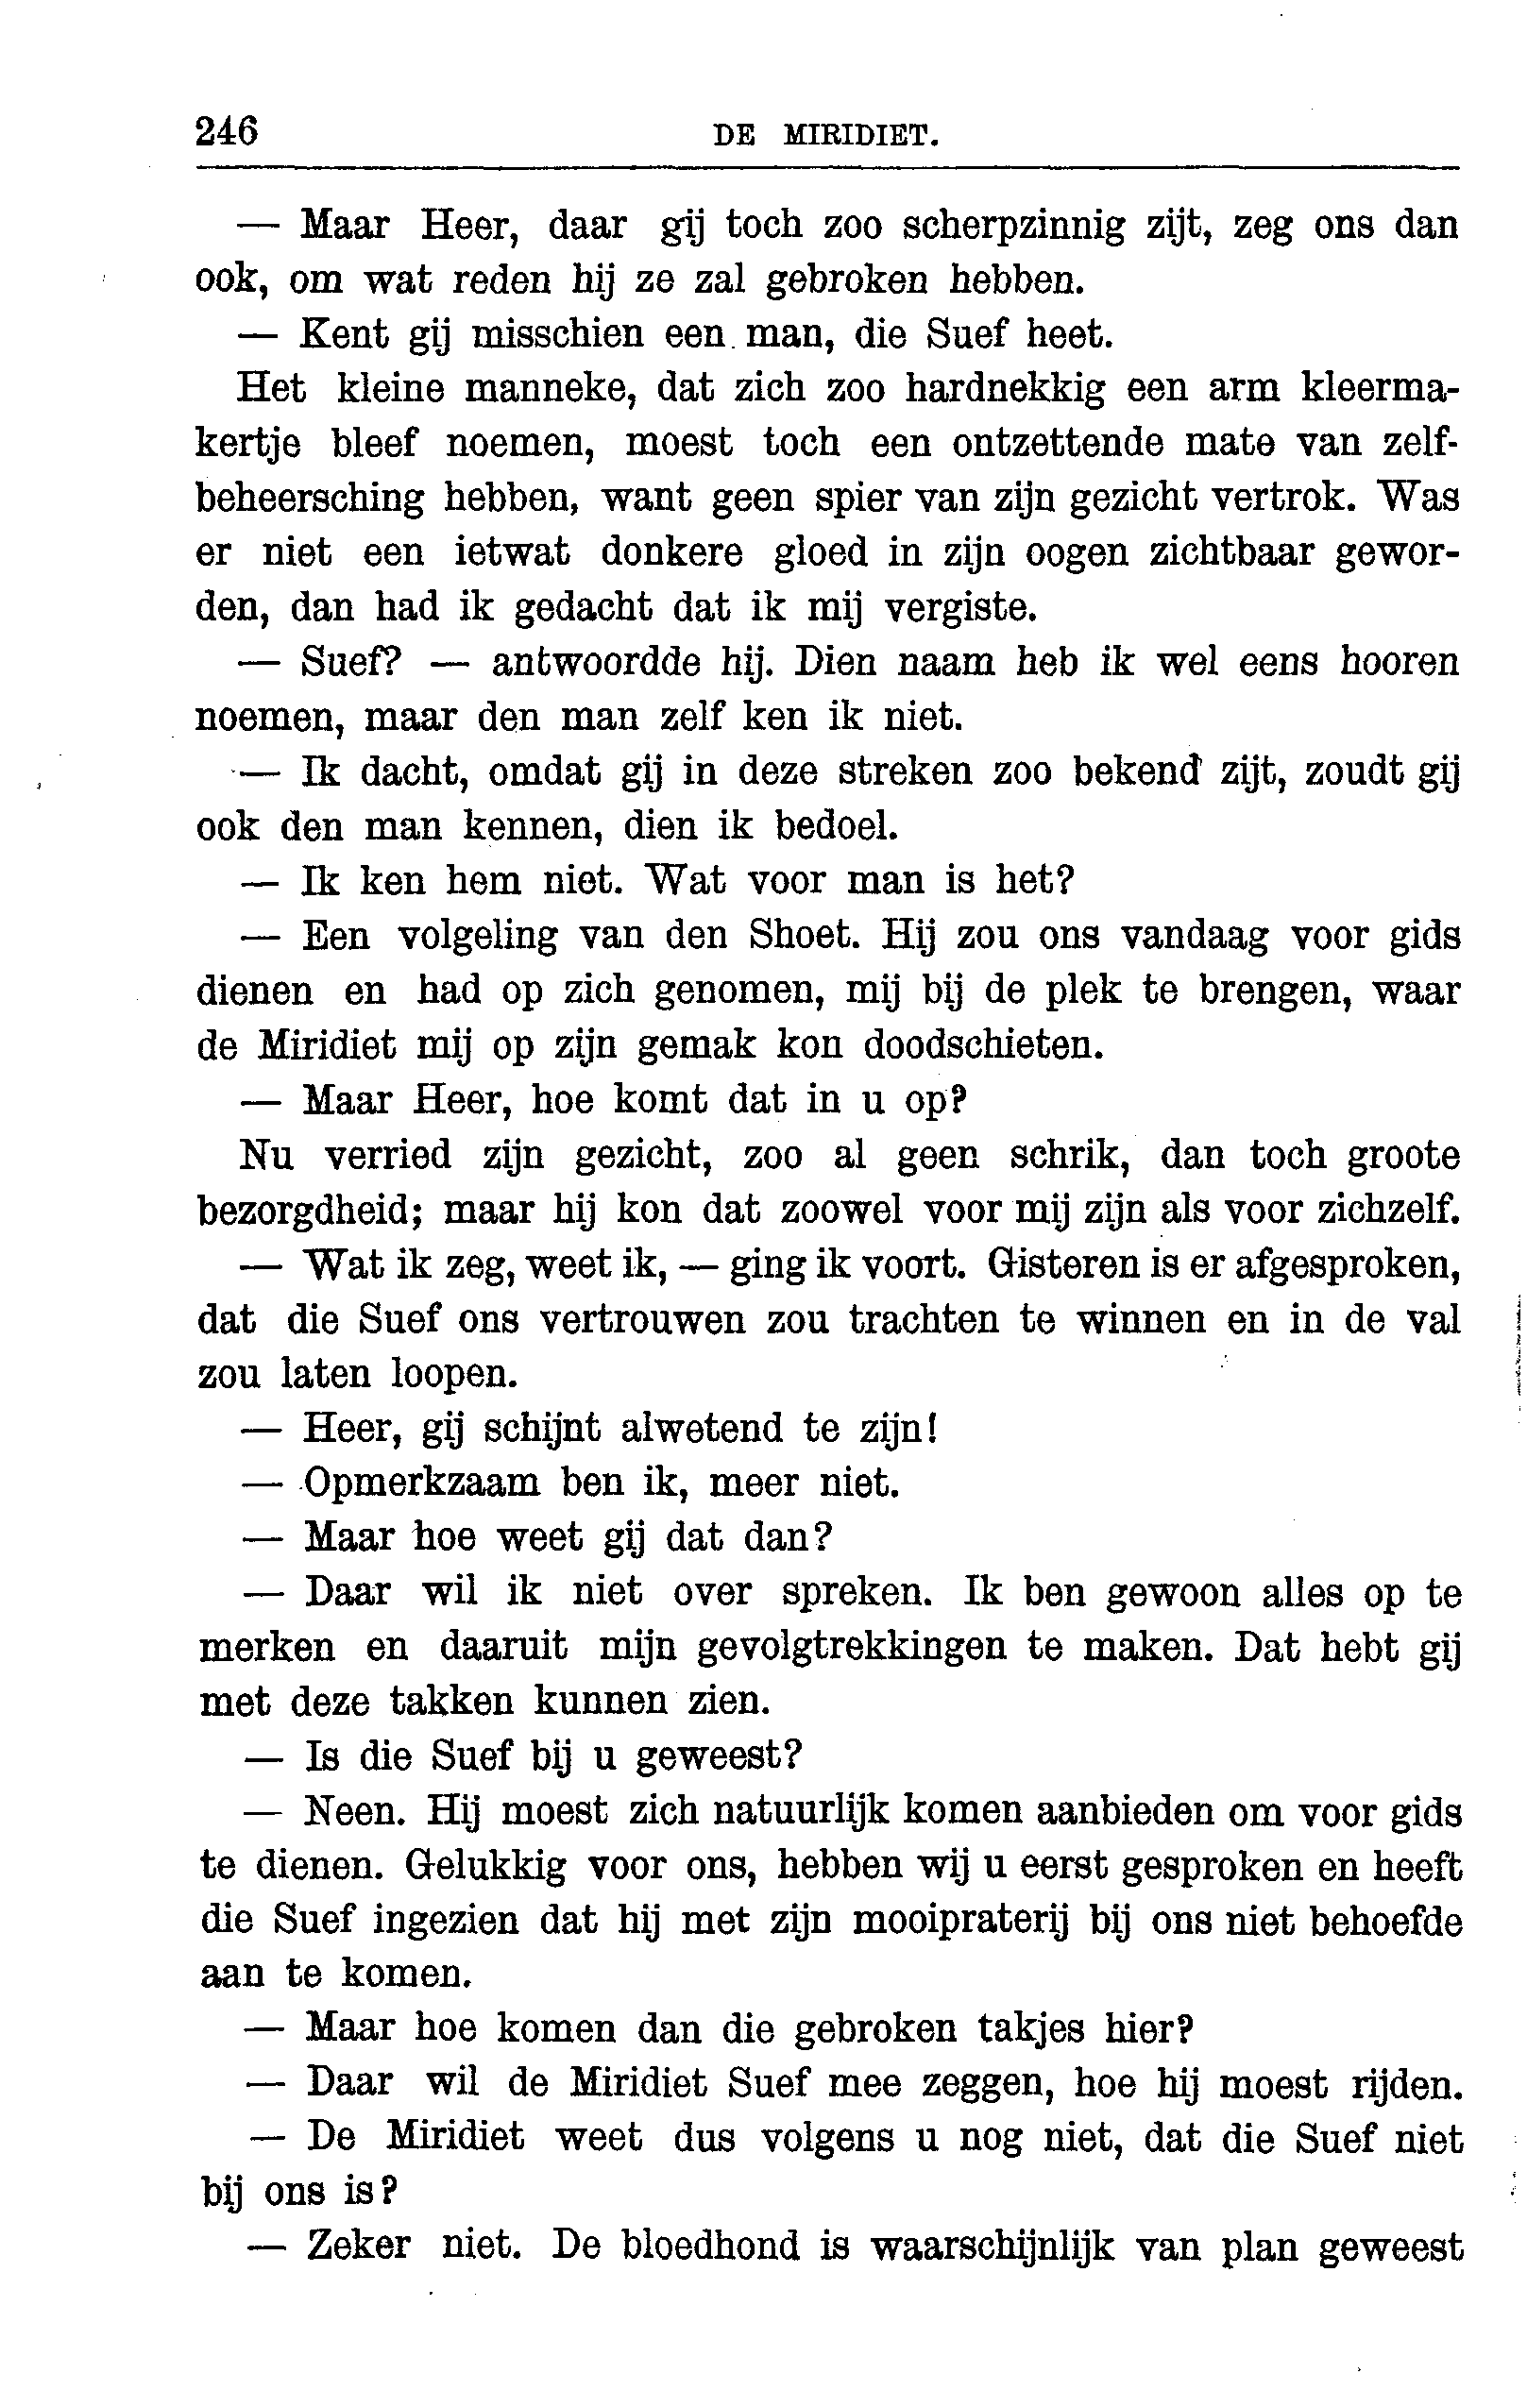 246 DE MIRIDIET.
— Maar Heer, daar gij toch zoo scherpzinnig zijt, zeg ons dan
ook, om wat reden hij ze zal gebroken hebben.
— Kent gij misschien een man, die Suef heet.
Het kleine manneke, dat zich zoo hardnekkig een arm kleerma-
kertje bleef noemen, moest toch een ontzettende mate van zelf-
beheersching hebben, want geen spier van zijn gezicht vertrok. Was
er niet een ietwat donkere gloed in zijn oogen zichtbaar gewor-
den, dan had ik gedacht dat ik mij vergiste.
— Suef? — antwoordde hij. Dien naam heb ik wel eens hooren
noemen, maar den man zelf ken ik niet.
— Ik dacht, omdat gij in deze streken zoo bekend zijt, zoudt gij
ook den man kennen, dien ik bedoel.
— Ik ken hem niet. Wat voor man is het?
— Een volgeling van den Shoet. Hij zou ons vandaag voor gids
dienen en had op zich genomen, mij bij de plek te brengen, waar
de Miridiet mij op zijn gemak kon doodschieten.
— Maar Heer, hoe komt dat in u op?
Nu verried zijn gezicht, zoo al geen schrik, dan toch groote
bezorgdheid; maar hij kon dat zoowel voor mij zijn als voor zichzelf.
— Wat ik zeg, weet ik, — ging ik voort. Gisteren is er afgesproken,
dat die Suef ons vertrouwen zou trachten te winnen en in de val
zou laten loopen.
— Heer, gij schijnt alwetend te zijn!
— Opmerkzaam ben ik, meer niet.
— Maar hoe weet gij dat dan?
— Daar wil ik niet over spreken. Ik ben gewoon alles op te
merken en daaruit mijn gevolgtrekkingen te maken. Dat hebt gij
met deze takken kunnen zien.
— Is die Suef bij u geweest?
— Neen. Hij moest zich natuurlijk komen aanbieden om voor gids
te dienen. Gelukkig voor ons, hebben wij u eerst gesproken en heeft
die Suef ingezien dat hij met zijn mooipraterij bij ons niet behoefde
aan te komen.
— Maar hoe komen dan die gebroken takjes hier?
— Daar wil de Miridiet Suef mee zeggen, hoe hij moest rijden.
— De Miridiet weet dus volgens u nog niet, dat die Suef niet
bij ons is?
— Zeker niet. De bloedhond is waarschijnlijk van plan geweest